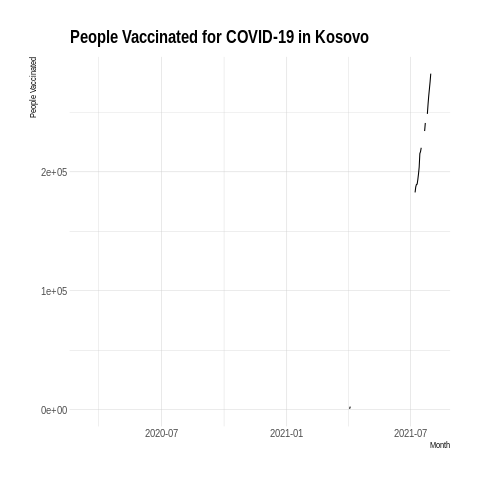 People Vaccinated for COVID-19 in Kosovo
People Vaccinated
2e+05
1e+05
0e+00
2020-07
2021-01
2021-07
Month